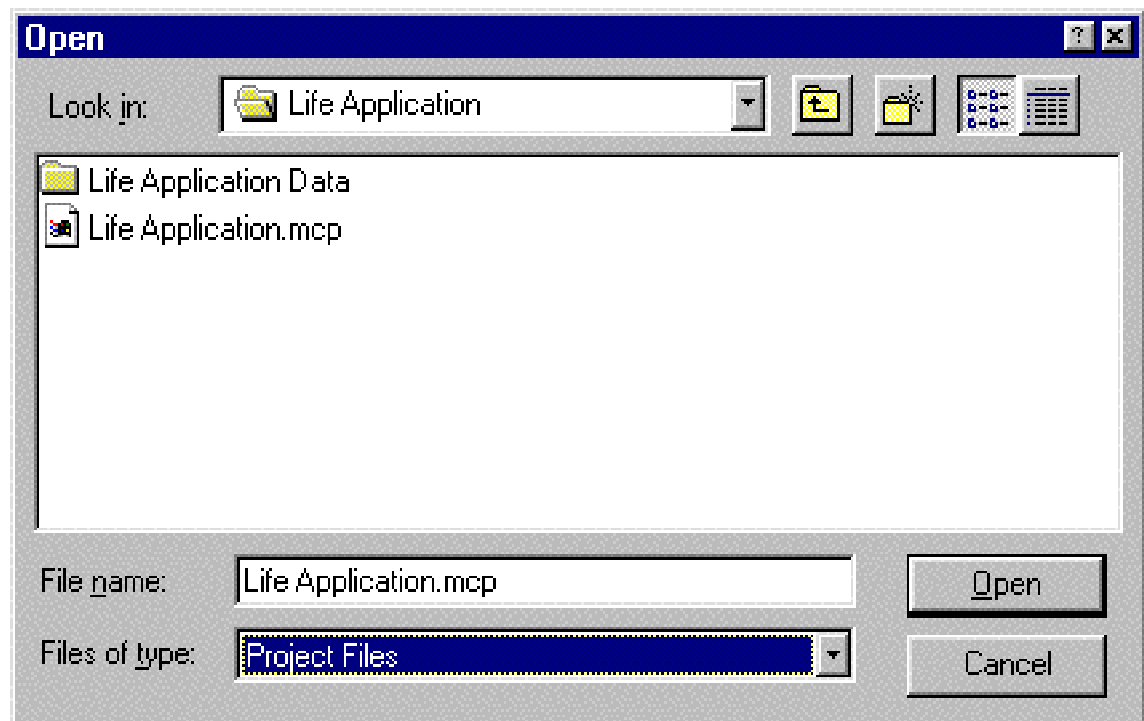 Open
Look in: Life Application
Life Application Data
Life Application.mcp
File name: Life Application.mcp Open
Files of type: Project Files Cancel